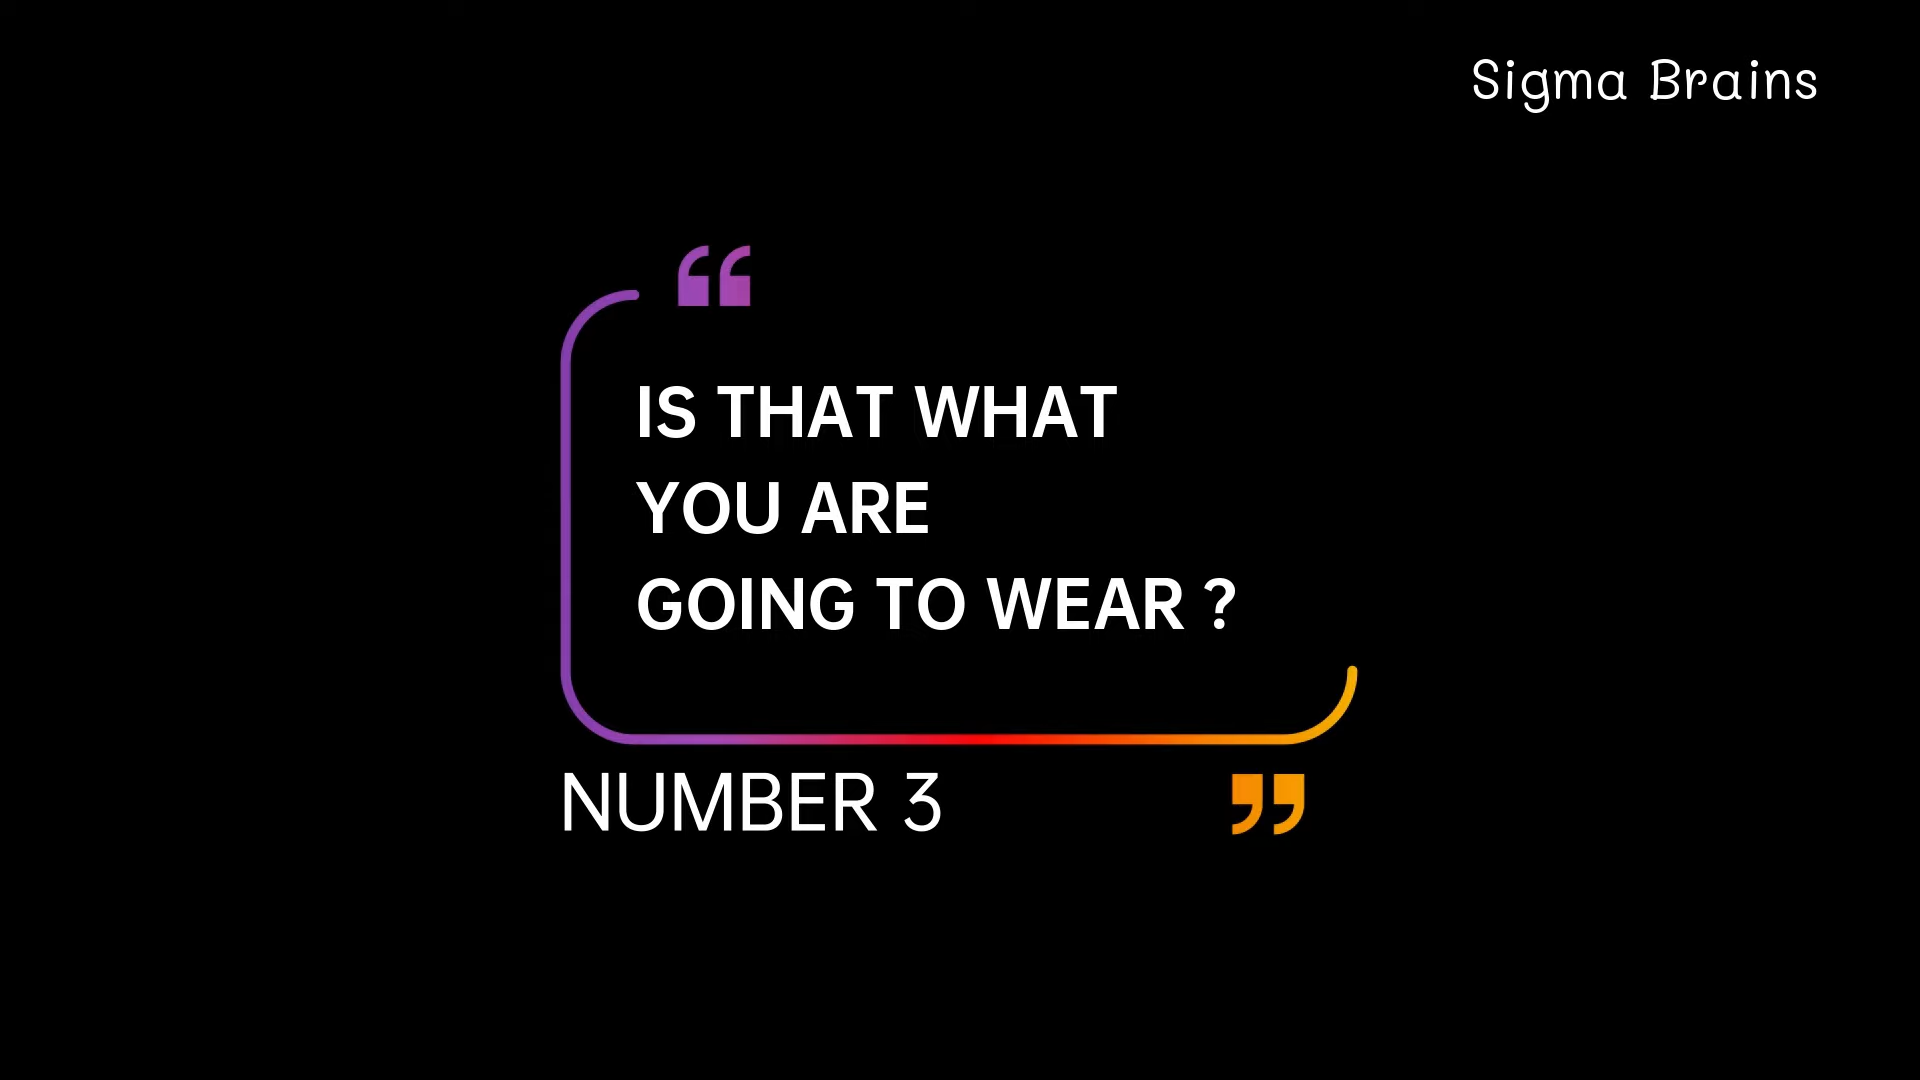 Sigma Brains
IS THAT WHAT
YOU ARE
GOING TO WEAR ?
NUMBER 3